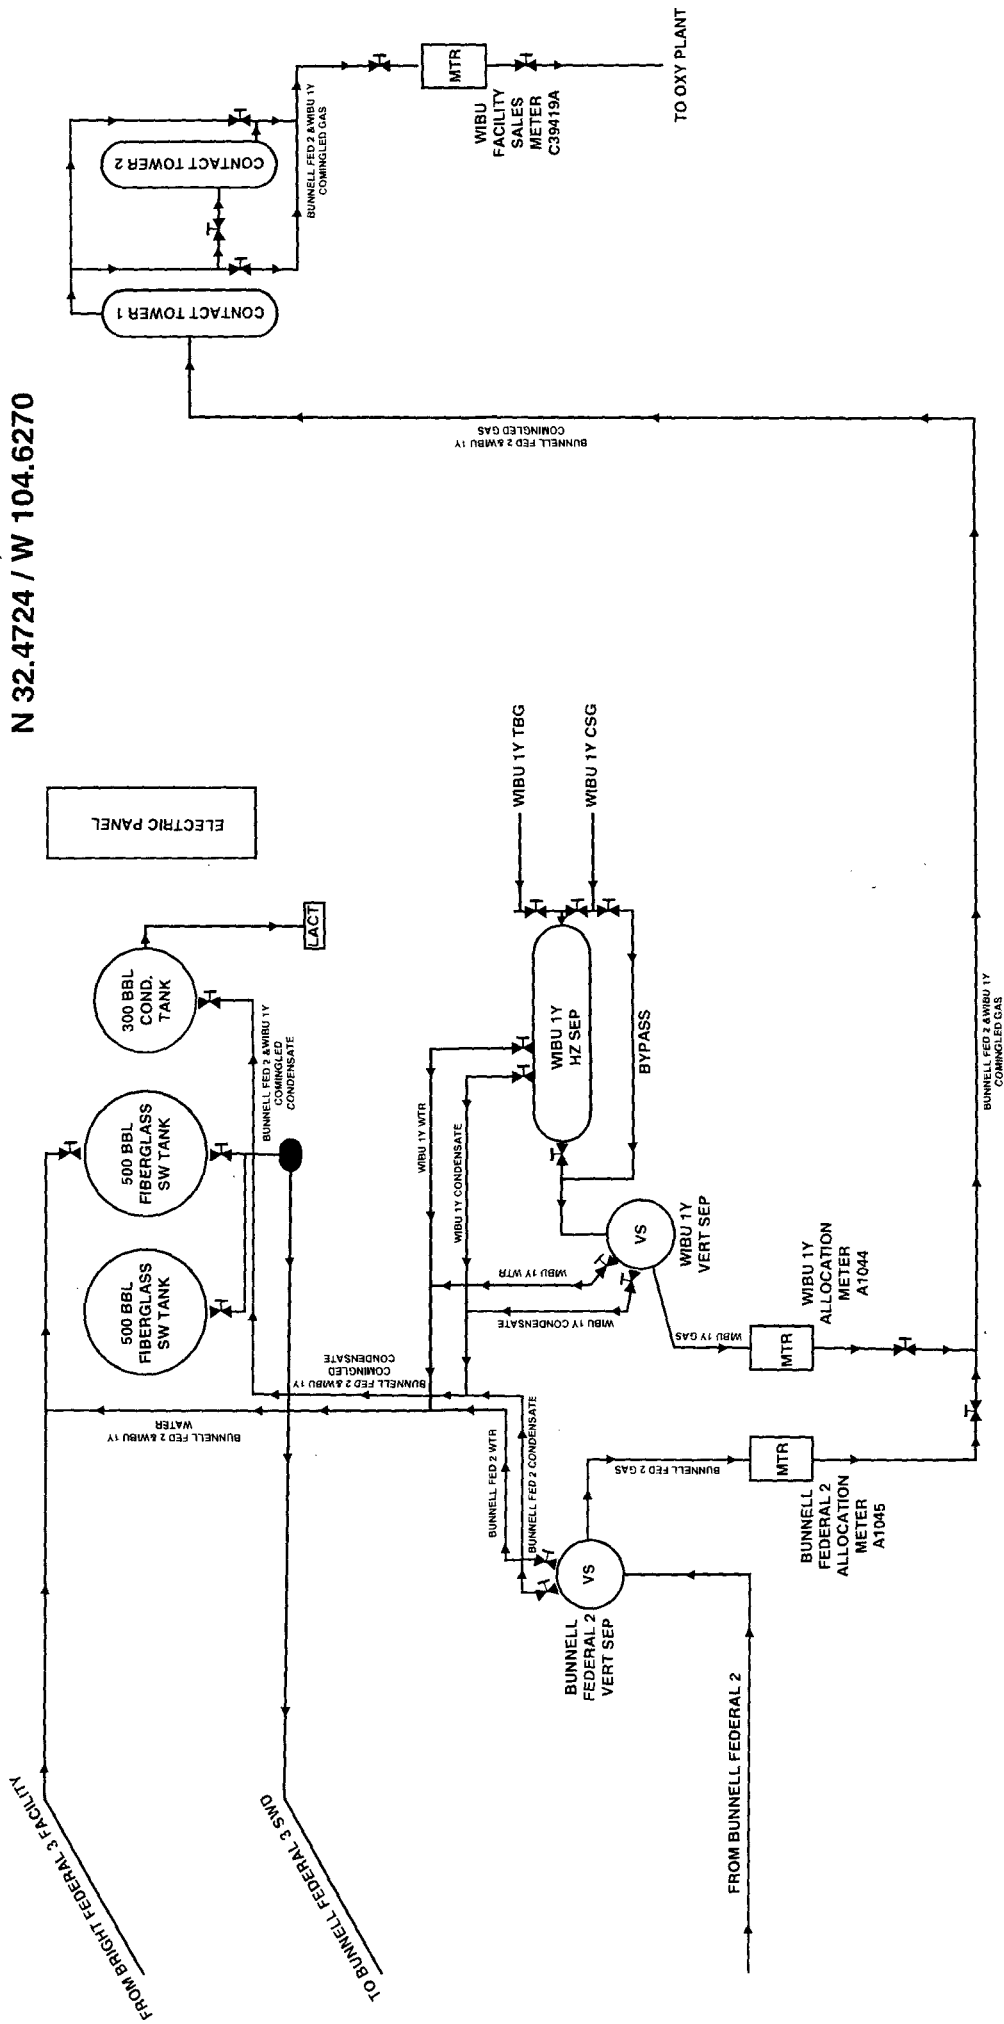 N 32.4724 / W 104.6270
FROM BRIGHT FEDERAL 3 FACILITY
TO BUNNELL FEDERAL 3 SWD
500 BBL
FIBERGLASS
SW TANK
500 BBL
FIBERGLASS
SW TANK
300 BBL
COND.
TANK
LACT
ELECTRIC PANEL
BUNNELL FED 2 &WIBU 1Y
COMINGLED
CONDENSATE
BUNNELL FED 2 &WIBU 1Y
WATER
BUNNELL FED 2 &WIBU 1Y
COMINGLED
CONDENSATE
WIBU 1Y WTR
WIBU 1Y CONDENSATE
WIBU 1Y WTR
WIBU 1Y CONDENSATE
BUNNELL FED 2 WTR
BUNNELL FED 2 CONDENSATE
WIBU 1Y
HZ SEP
BYPASS
WIBU 1Y TBG
WIBU 1Y CSG
VS
WIBU 1Y
VERT SEP
WIBU 1Y GAS
MTR
WIBU 1Y
ALLOCATION
METER
A1044
VS
BUNNELL
FEDERAL 2
VERT SEP
BUNNELL FED 2 GAS
MTR
BUNNELL
FEDERAL 2
ALLOCATION
METER
A1045
FROM BUNNELL FEDERAL 2
BUNNELL FED 2 &WIBU 1Y
COMINGLED GAS
BUNNELL FED 2 &WIBU 1Y
COMINGLED GAS
CONTACT TOWER 1
CONTACT TOWER 2
BUNNELL FED 2 &WIBU 1Y
COMINGLED GAS
MTR
WIBU
FACILITY
SALES
METER
C39419A
TO OXY PLANT